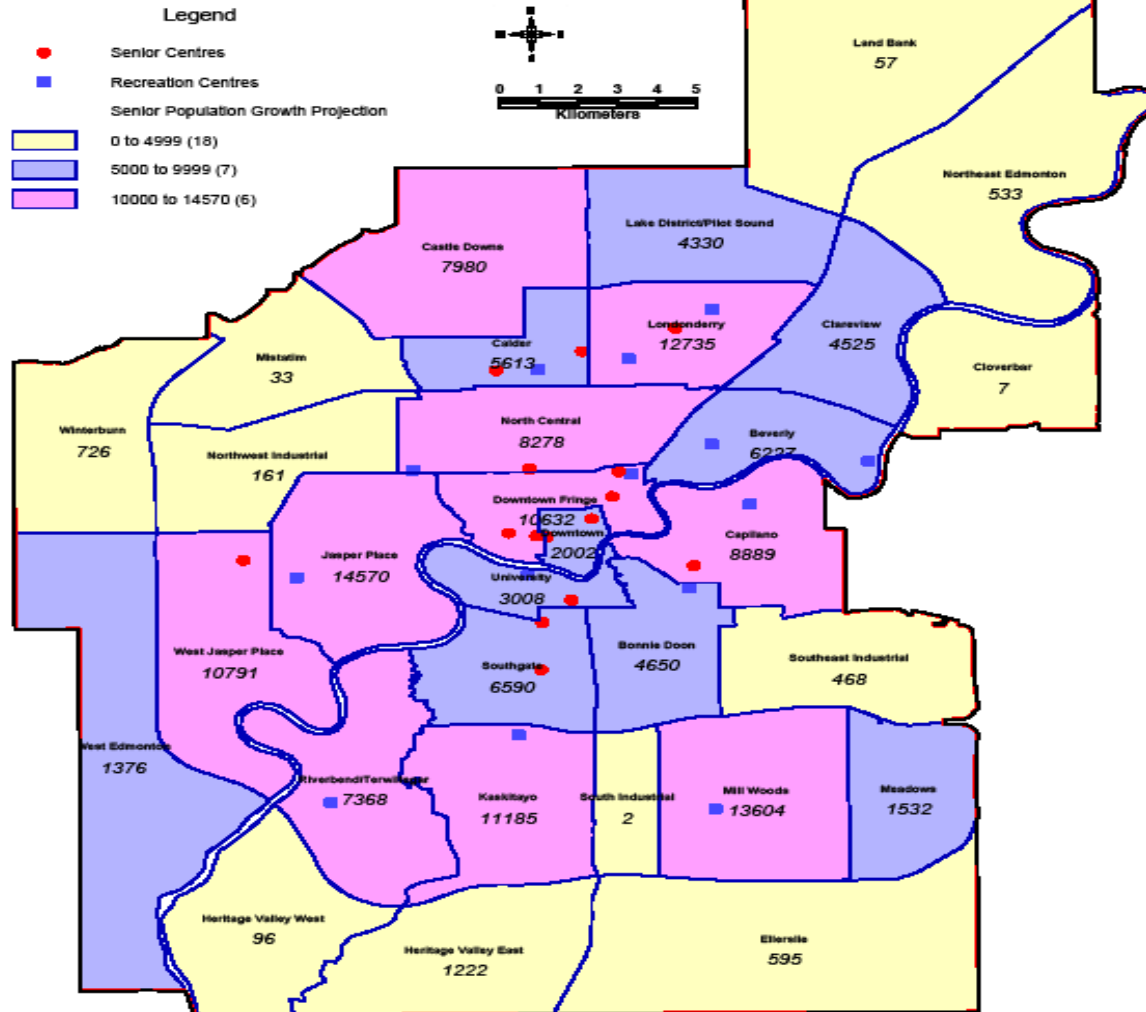 Legend
Senior Centres
Recreation Centres
Senior Population Growth Projection
0 to 4999 (18)
5000 to 9999 (7)
10000 to 14570 (6)
0 1 2 3 4 5
Kilometers
Land Bank
57
Northeast Edmonton
533
Lake District/Pilot Sound
4330
Castle Downs
7980
Londonderry
12735
Clareview
4525
Calder
5613
Mistatim
33
Cloverbar
7
Winterburn
726
North Central
8278
Beverly
6227
Northwest Industrial
161
Downtown Fringe
10632
Downtown
2002
Capilano
8889
Jasper Place
14570
University
3008
West Jasper Place
10791
Southgate
6590
Bonnie Doon
4650
Southeast Industrial
468
West Edmonton
1376
Riverbend/Terwillegar
7368
Kaskitayo
11185
South Industrial
2
Mill Woods
13604
Meadows
1532
Heritage Valley West
96
Heritage Valley East
1222
Ellerslie
595